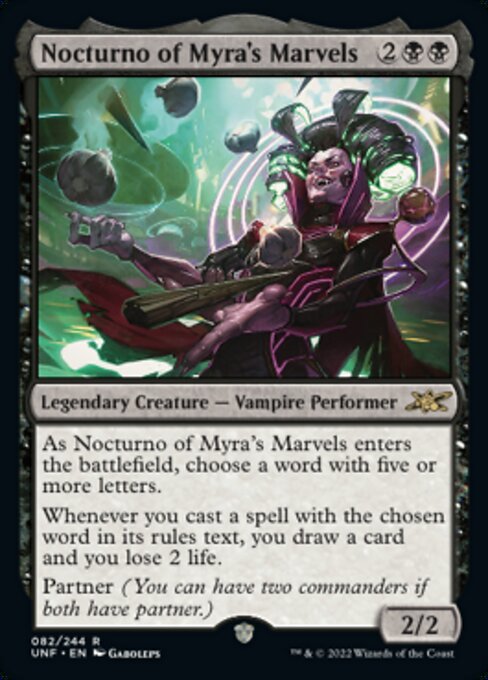 Nocturno of Myra's Marvels 2
Legendary Creature — Vampire Performer
As Nocturno of Myra's Marvels enters
the battlefield, choose a word with five or
more letters.
Whenever you cast a spell with the chosen
word in its rules text, you draw a card
and you lose 2 life.
Partner (You can have two commanders if
both have partner.)
2/2
082/244 R
UNF • EN Gaboleps
™ & © 2022 Wizards of the Coast